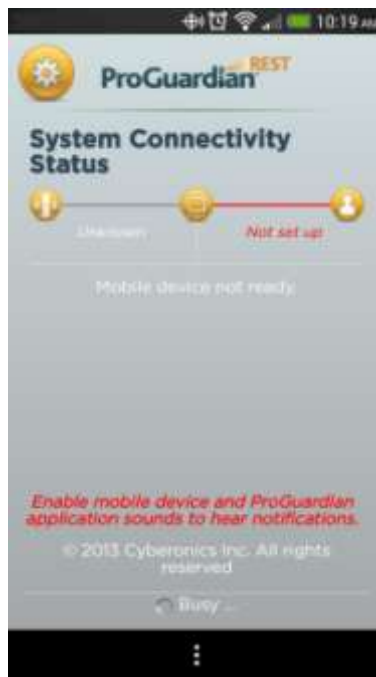 10:19 AM
ProGuardian REST
System Connectivity
Status
Unknown
Not set up
Mobile device not ready.
Enable mobile device and ProGuardian
application sounds to hear notifications.
© 2013 Cyberonics Inc. All rights
reserved
Busy ...